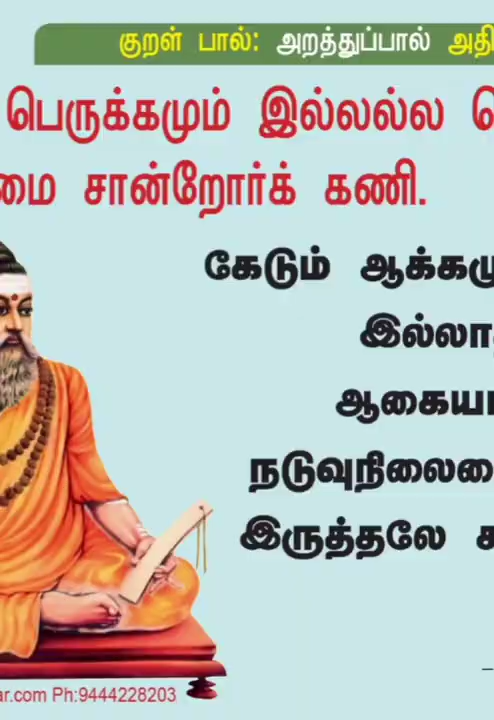 குறள் பால்: அறத்துப்பால் அதி
பெருக்கமும் இல்லல்ல
மை சான்றோர்க் கணி.
கேடும் ஆக்கமு
இல்லா
ஆகைய
நடுவுநிலை
இருத்தலே
ar.com Ph:9444228203